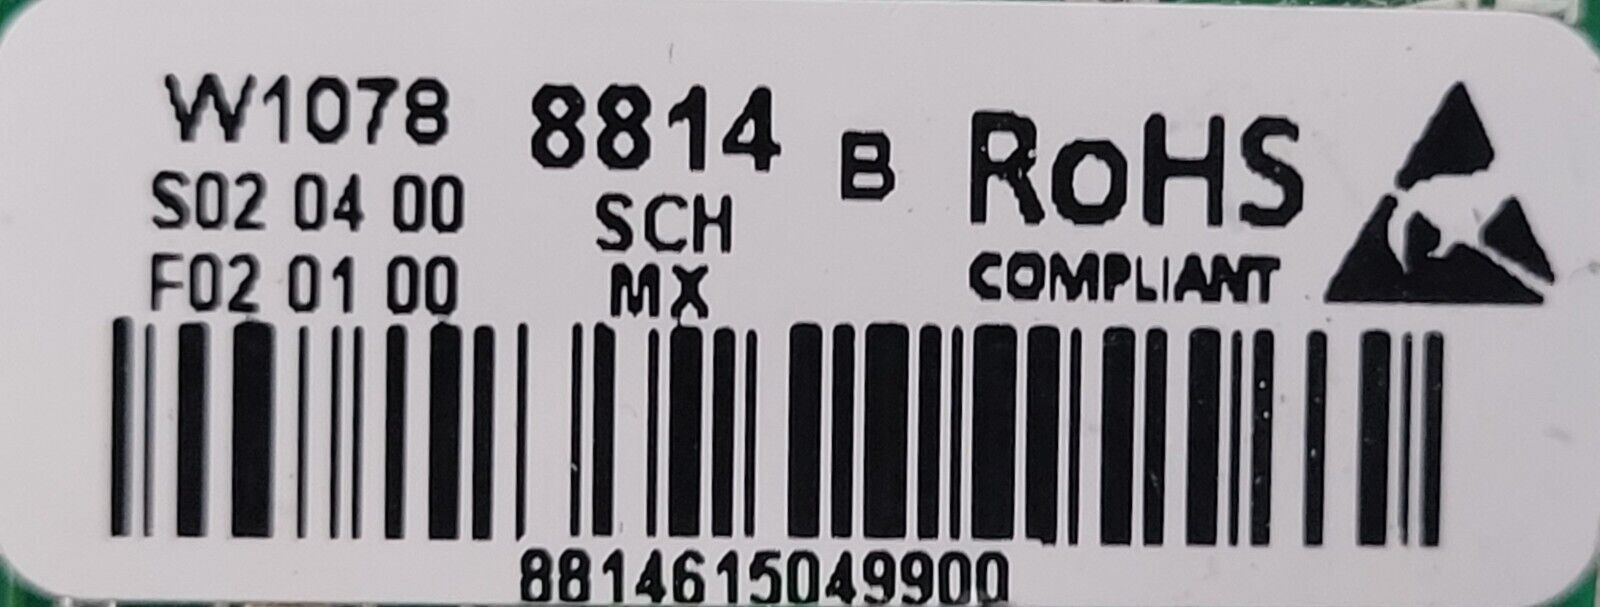 W1078 8814 B RoHS
S02 04 00 SCH
F02 01 00 MX COMPLIANT
8814615049900